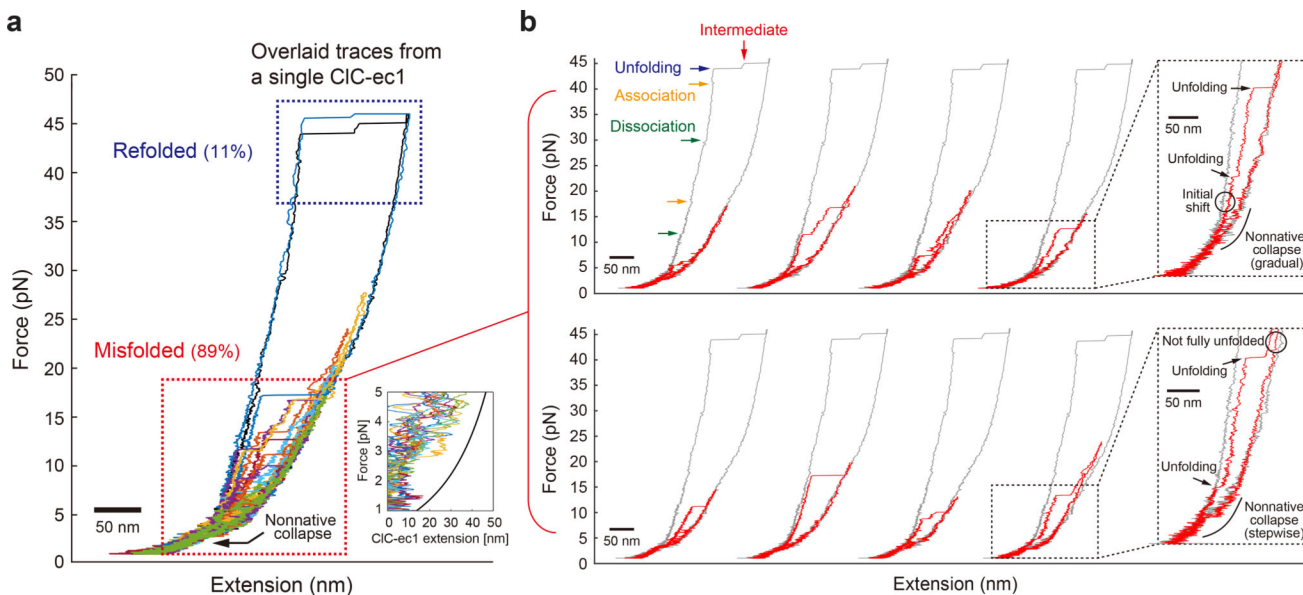 a
Overlaid traces from
a single ClC-ec1
50
45
40
35
30
25
20
15
10
5
0
Force (pN)
Refolded (11%)
Misfolded (89%)
50 nm
Nonnative
collapse
5
4
3
2
1
Force [pN]
0 10 20 30 40 50
ClC-ec1 extension [nm]
Extension (nm)
b
Intermediate
Unfolding
Association
Dissociation
45
40
35
30
25
20
15
10
5
0
Force (pN)
50 nm
Unfolding
50 nm
Unfolding
Initial
shift
Nonnative
collapse
(gradual)
45
40
35
30
25
20
15
10
5
0
Force (pN)
50 nm
Not fully unfolded
Unfolding
50 nm
Unfolding
Nonnative
collapse
(stepwise)
Extension (nm)